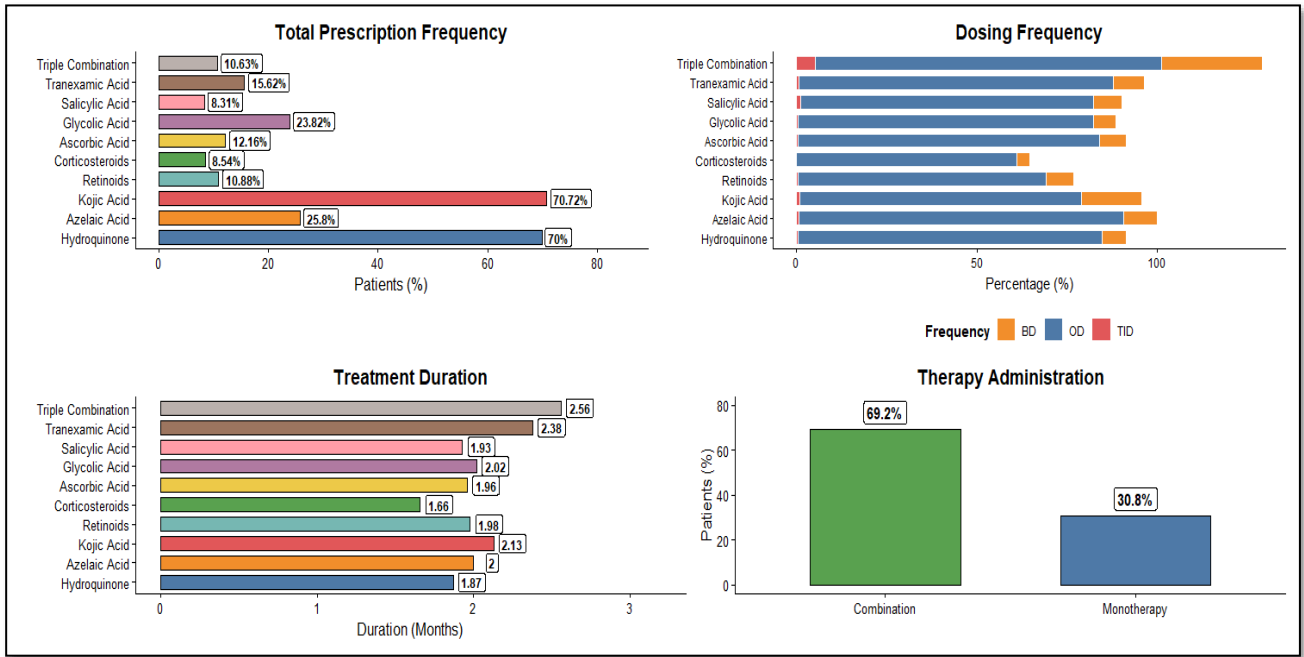 Total Prescription Frequency
Triple Combination 10.63%
Tranexamic Acid 15.62%
Salicylic Acid 8.31%
Glycolic Acid 23.82%
Ascorbic Acid 12.16%
Corticosteroids 8.54%
Retinoids 10.88%
Kojic Acid 70.72%
Azelaic Acid 25.8%
Hydroquinone 70%
0 20 40 60 80
Patients (%)
Dosing Frequency
Triple Combination
Tranexamic Acid
Salicylic Acid
Glycolic Acid
Ascorbic Acid
Corticosteroids
Retinoids
Kojic Acid
Azelaic Acid
Hydroquinone
0 50 100
Percentage (%)
Frequency BD OD TID
Treatment Duration
Triple Combination 2.56
Tranexamic Acid 2.38
Salicylic Acid 1.93
Glycolic Acid 2.02
Ascorbic Acid 1.96
Corticosteroids 1.66
Retinoids 1.98
Kojic Acid 2.13
Azelaic Acid 2
Hydroquinone 1.87
0 1 2 3
Duration (Months)
Therapy Administration
Patients (%)
80
60
40
20
0
69.2%
30.8%
Combination Monotherapy